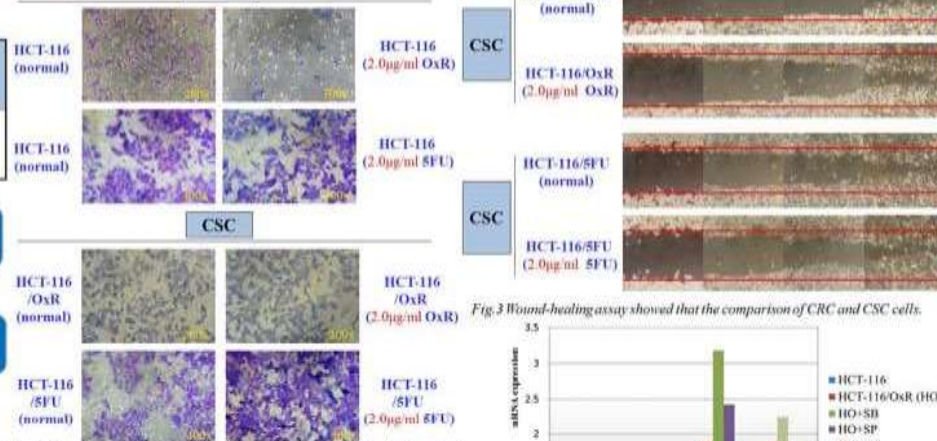 HCT-116
(normal)
HCT-116
(2.0µg/ml OxR)
HCT-116
(normal)
HCT-116
(2.0µg/ml 5FU)
CSC
HCT-116
/OxR
(normal)
HCT-116
/OxR
(2.0µg/ml OxR)
HCT-116
/5FU
(normal)
HCT-116
/5FU
(2.0µg/ml 5FU)
CSC
(normal)
HCT-116/OxR
(2.0µg/ml OxR)
CSC
HCT-116/5FU
(normal)
HCT-116/5FU
(2.0µg/ml 5FU)
Fig.3 Wound-healing assay showed that the comparison of CRC and CSC cells.
mRNA expression
3.5
3
2.5
2
HCT-116
HCT-116/OxR (HO
HO+SB
HO+SP